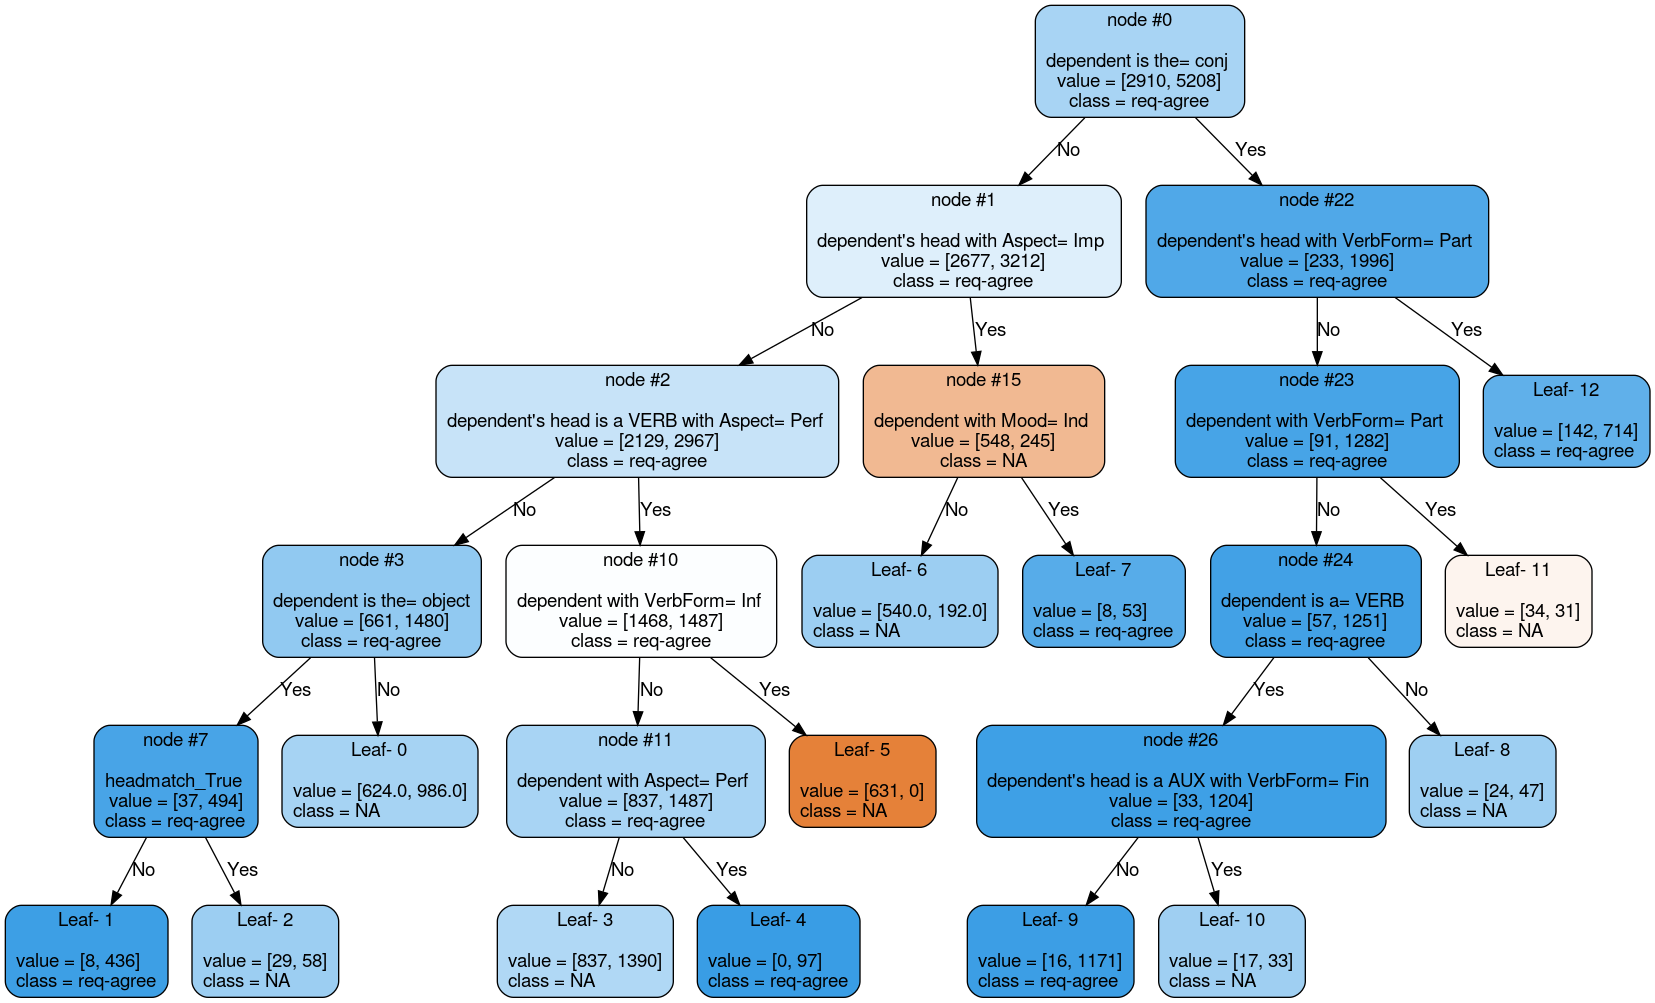 node #0
dependent is the= conj
value = [2910, 5208]
class = req-agree
No
Yes
node #1
dependent's head with Aspect= Imp
value = [2677, 3212]
class = req-agree
node #22
dependent's head with VerbForm= Part
value = [233, 1996]
class = req-agree
No
Yes
No
Yes
node #2
dependent's head is a VERB with Aspect= Perf
value = [2129, 2967]
class = req-agree
node #15
dependent with Mood= Ind
value = [548, 245]
class = NA
node #23
dependent with VerbForm= Part
value = [91, 1282]
class = req-agree
Leaf- 12
value = [142, 714]
class = req-agree
No
Yes
No
Yes
No
Yes
node #3
dependent is the= object
value = [661, 1480]
class = req-agree
node #10
dependent with VerbForm= Inf
value = [1468, 1487]
class = req-agree
Leaf- 6
value = [540.0, 192.0]
class = NA
Leaf- 7
value = [8, 53]
class = req-agree
node #24
dependent is a= VERB
value = [57, 1251]
class = req-agree
Leaf- 11
value = [34, 31]
class = NA
Yes
No
No
Yes
Yes
No
node #7
headmatch_True
value = [37, 494]
class = req-agree
Leaf- 0
value = [624.0, 986.0]
class = NA
node #11
dependent with Aspect= Perf
value = [837, 1487]
class = req-agree
Leaf- 5
value = [631, 0]
class = NA
node #26
dependent's head is a AUX with VerbForm= Fin
value = [33, 1204]
class = req-agree
Leaf- 8
value = [24, 47]
class = NA
No
Yes
No
Yes
No
Yes
Leaf- 1
value = [8, 436]
class = req-agree
Leaf- 2
value = [29, 58]
class = NA
Leaf- 3
value = [837, 1390]
class = NA
Leaf- 4
value = [0, 97]
class = req-agree
Leaf- 9
value = [16, 1171]
class = req-agree
Leaf- 10
value = [17, 33]
class = NA